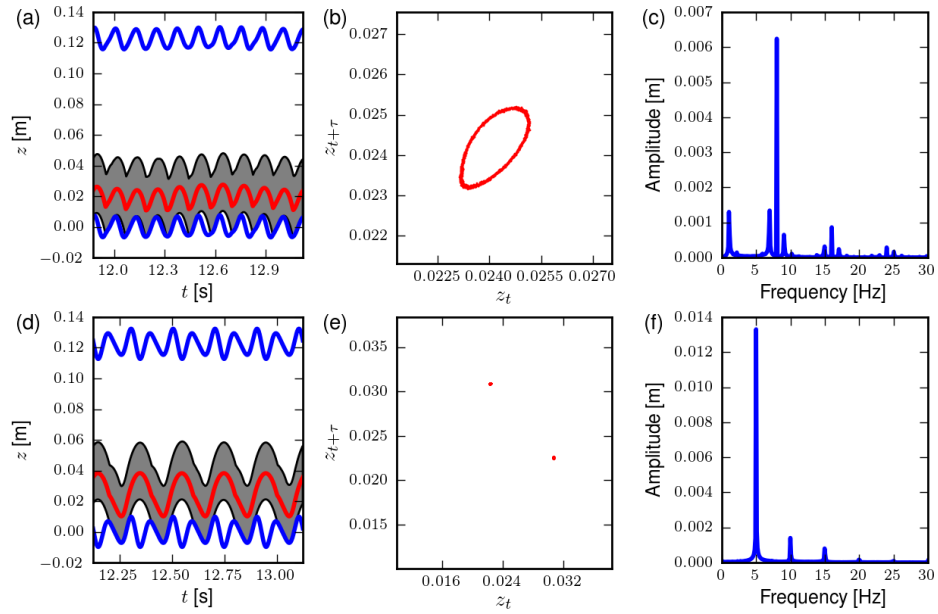 (a)
0.14
0.12
0.10
0.08
0.06
0.04
0.02
0.00
−0.02
z [m]
12.0 12.3 12.6 12.9
t [s]
(b)
0.027
0.026
0.025
0.024
0.023
0.022
z_{t+τ}
0.0225 0.0240 0.0255 0.0270
z_t
(c)
0.007
0.006
0.005
0.004
0.003
0.002
0.001
0.000
Amplitude [m]
0 5 10 15 20 25 30
Frequency [Hz]
(d)
0.14
0.12
0.10
0.08
0.06
0.04
0.02
0.00
−0.02
z [m]
12.25 12.50 12.75 13.00
t [s]
(e)
0.035
0.030
0.025
0.020
0.015
z_{t+τ}
0.016 0.024 0.032
z_t
(f)
0.014
0.012
0.010
0.008
0.006
0.004
0.002
0.000
Amplitude [m]
0 5 10 15 20 25 30
Frequency [Hz]